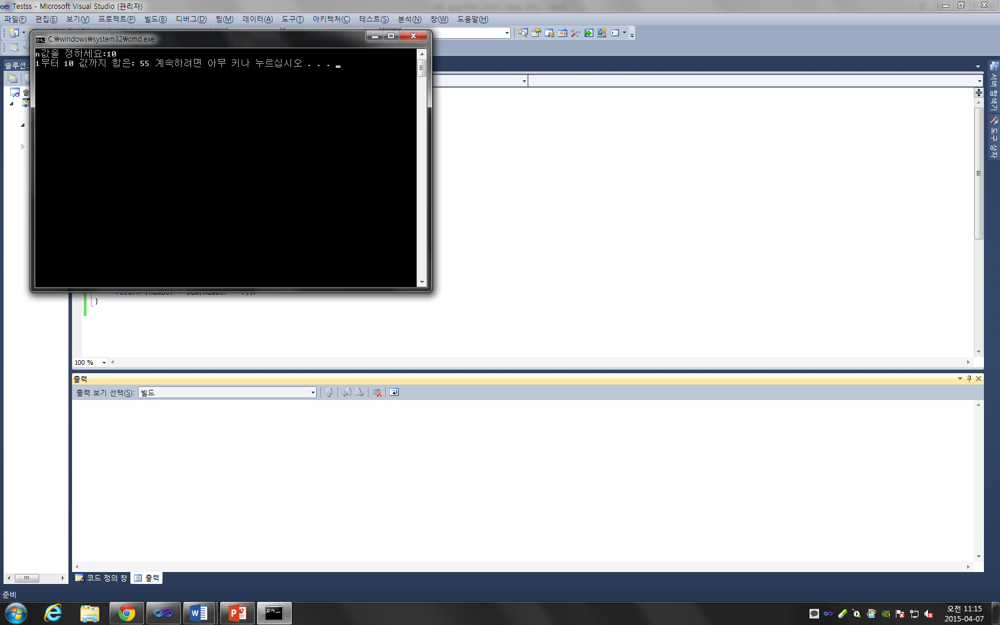 Testss - Microsoft Visual Studio (관리자)
파일(F) 편집(E) 보기(V) 프로젝트(P) 빌드(B) 디버그(D) 팀(M) 데이터(A) 도구(T) 아키텍처(C) 테스트(S) 분석(N) 창(W) 도움말(H)
C:₩windows₩system32₩cmd.exe
n값을 정하세요:10
1부터 10 값까지 합은: 55 계속하려면 아무 키나 누르십시오 . . .
솔루션...
솔
서버 탐색기
도구 상자
}
100 %
출력
출력 보기 선택(S): 빌드
코드 정의 창 출력
준비
오전 11:15
2015-04-07